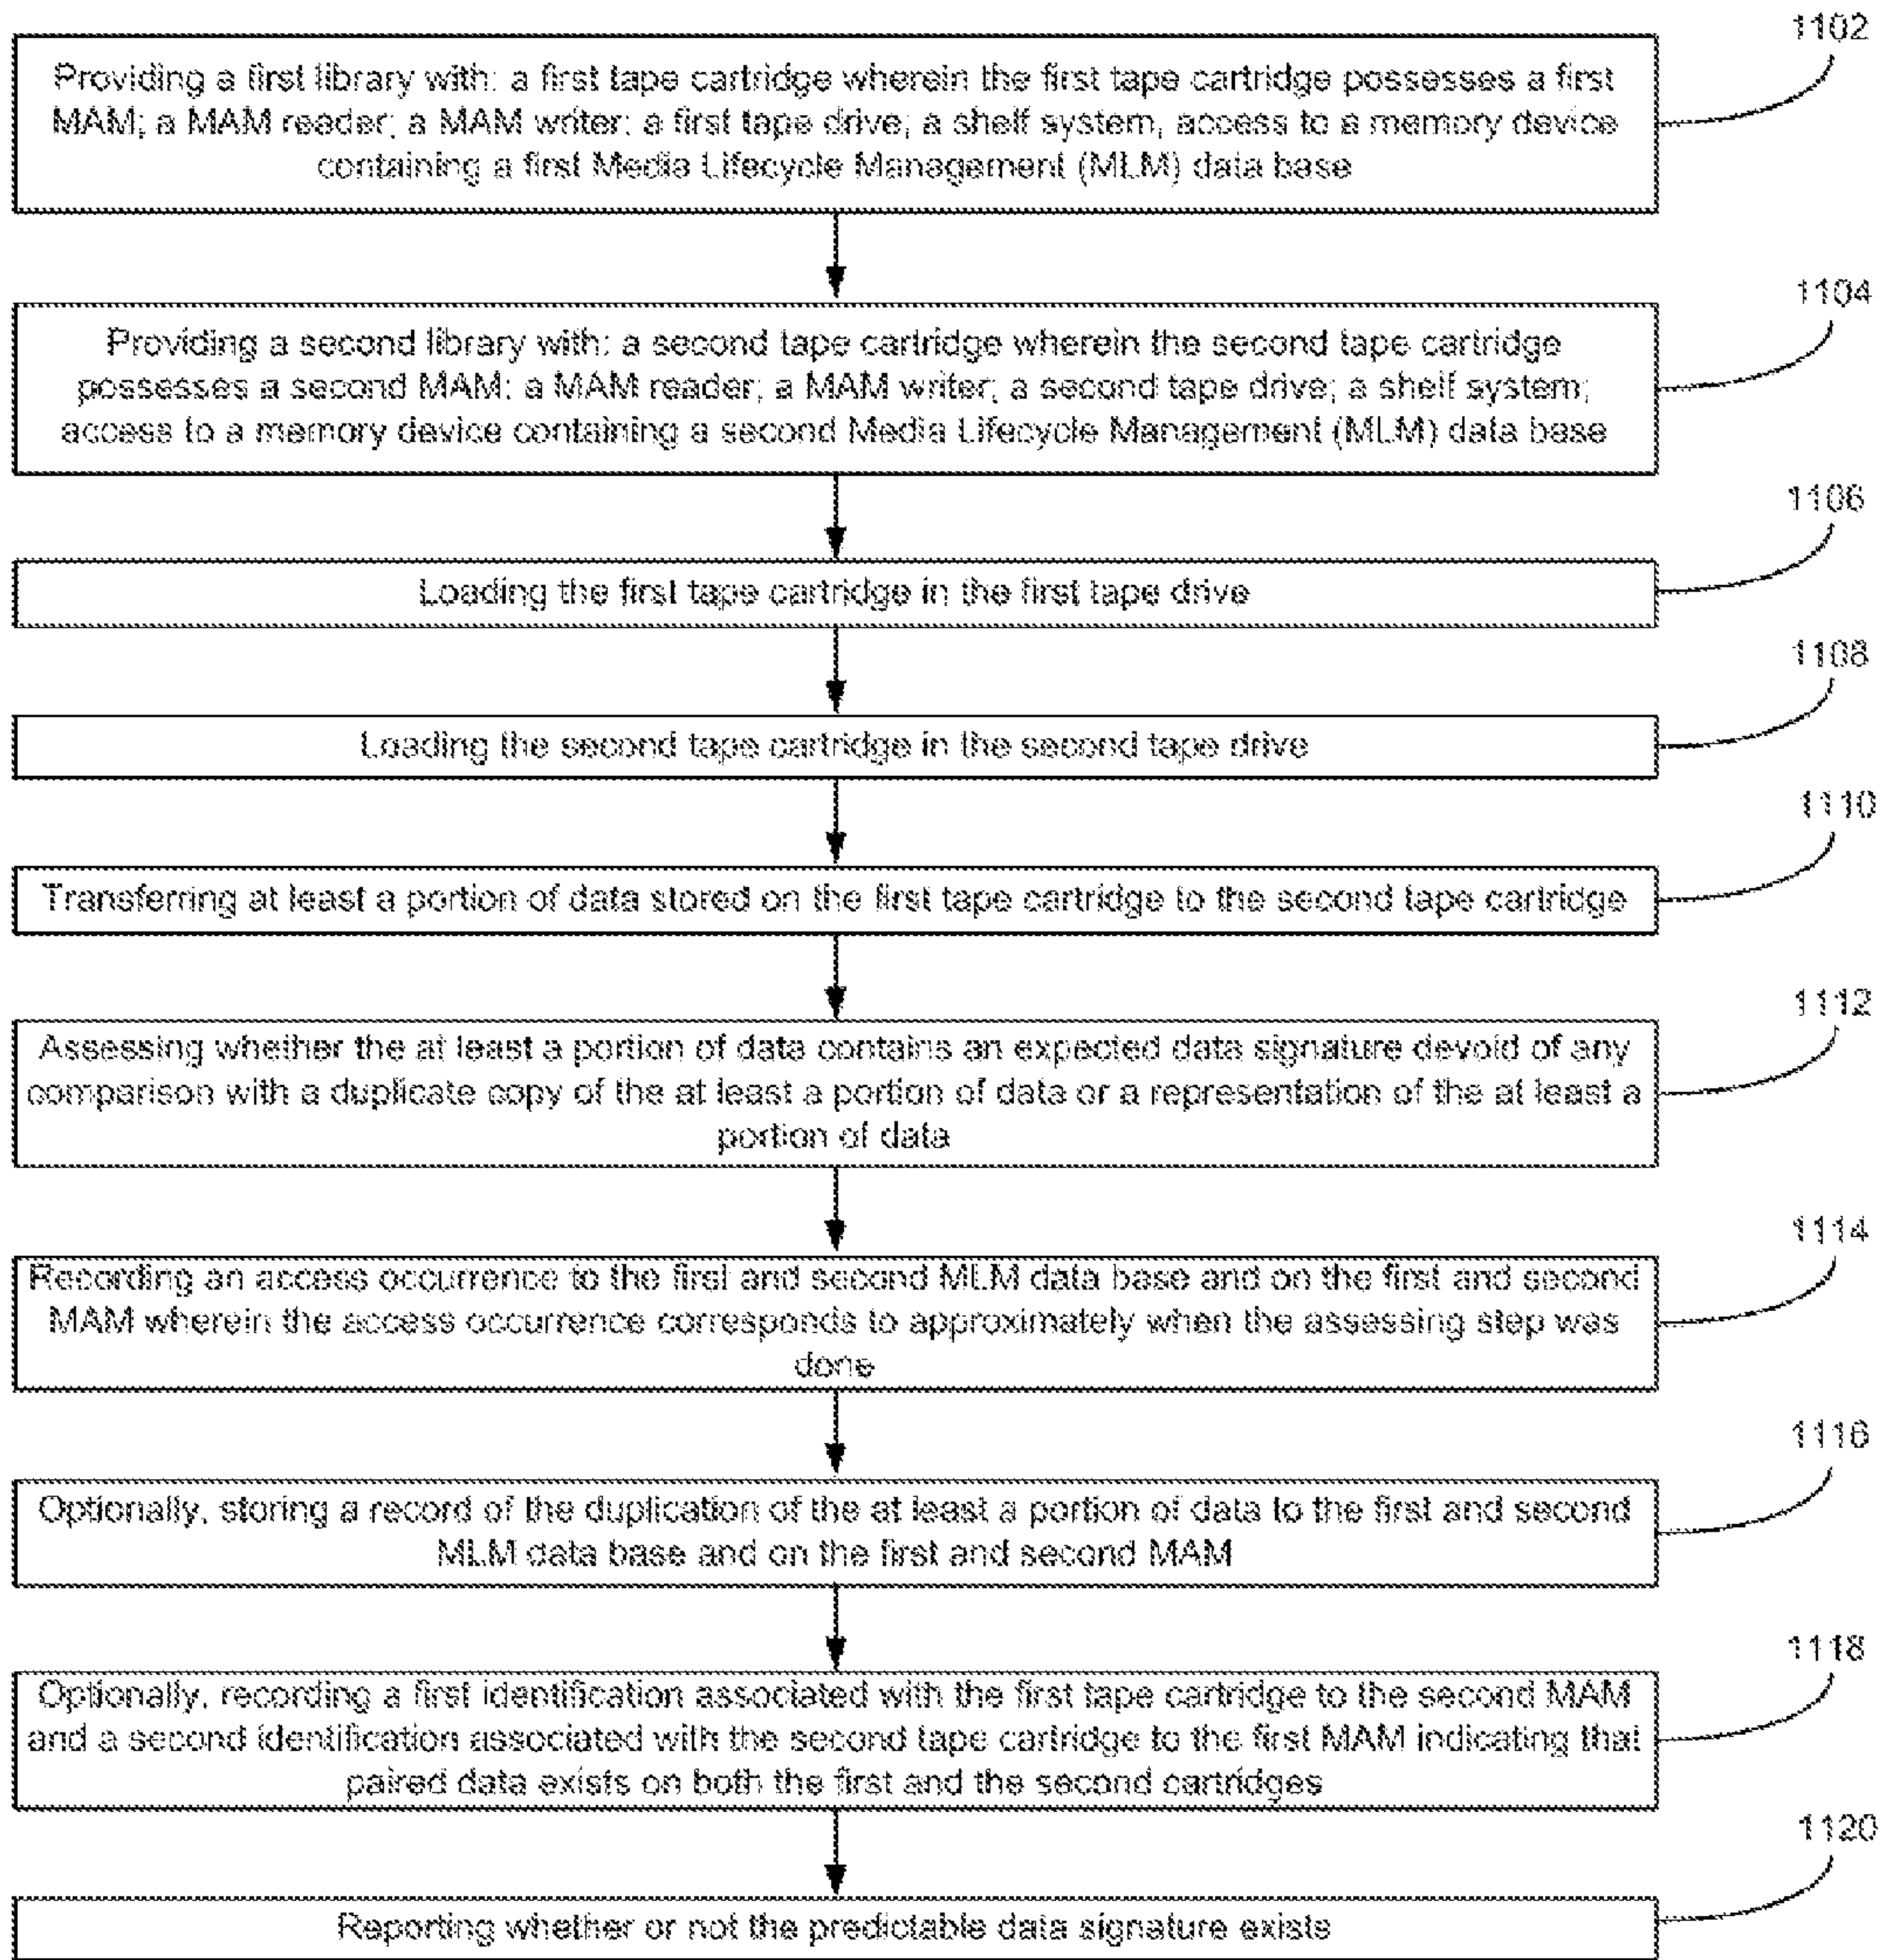 1102
Providing a first library with: a first tape cartridge wherein the first tape cartridge possesses a first
MAM; a MAM reader; a MAM writer; a first tape drive; a shelf system, access to a memory device
containing a first Media Lifecycle Management (MLM) data base
1104
Providing a second library with: a second tape cartridge wherein the second tape cartridge
possesses a second MAM; a MAM reader; a MAM writer; a second tape drive; a shelf system;
access to a memory device containing a second Media Lifecycle Management (MLM) data base
1106
Loading the first tape cartridge in the first tape drive
1108
Loading the second tape cartridge in the second tape drive
1110
Transferring at least a portion of data stored on the first tape cartridge to the second tape cartridge
1112
Assessing whether the at least a portion of data contains an expected data signature devoid of any
comparison with a duplicate copy of the at least a portion of data or a representation of the at least a
portion of data
1114
Recording an access occurrence to the first and second MLM data base and on the first and second
MAM wherein the access occurrence corresponds to approximately when the assessing step was
done
1116
Optionally, storing a record of the duplication of the at least a portion of data to the first and second
MLM data base and on the first and second MAM
1118
Optionally, recording a first identification associated with the first tape cartridge to the second MAM
and a second identification associated with the second tape cartridge to the first MAM indicating that
paired data exists on both the first and the second cartridges
1120
Reporting whether or not the predictable data signature exists